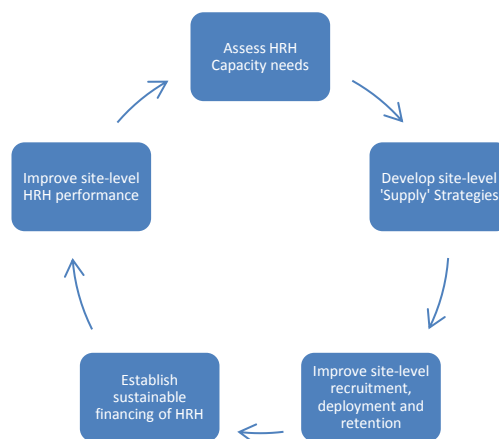 Assess HRH
Capacity needs
Develop site-level
'Supply' Strategies
Improve site-level
recruitment,
deployment and
retention
Establish
sustainable
financing of HRH
Improve site-level
HRH performance